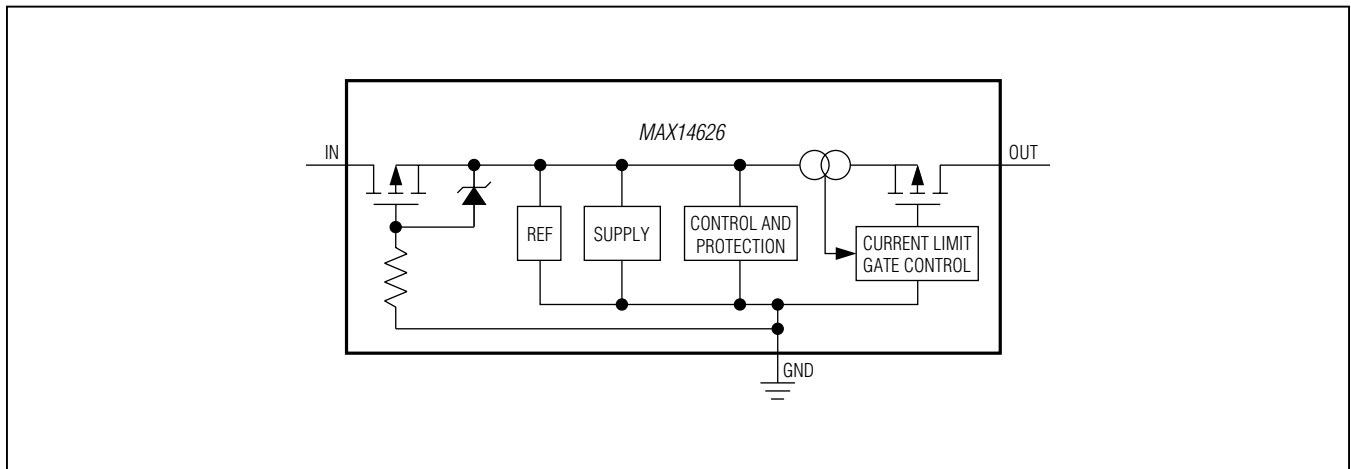 MAX14626
IN
OUT
REF
SUPPLY
CONTROL AND
PROTECTION
CURRENT LIMIT
GATE CONTROL
GND